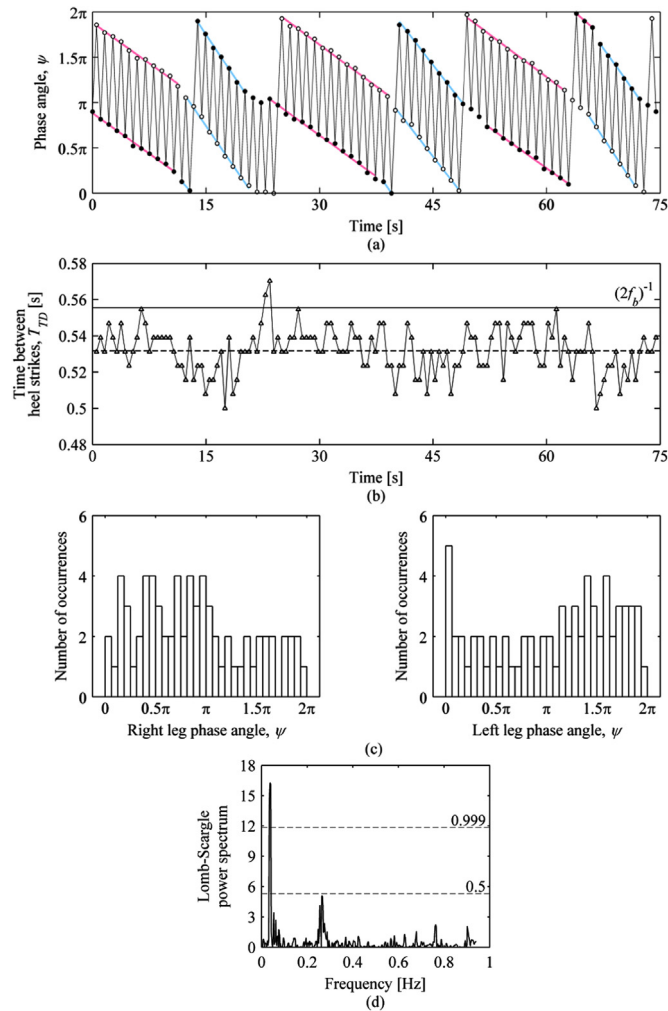 2π
1.5π
π
0.5π
0
Phase angle, ψ
0 15 30 45 60 75
Time [s]
(a)
0.58
0.56
0.54
0.52
0.5
0.48
Time between
heel strikes, T_TD [s]
(2f_b)^-1
0 15 30 45 60 75
Time [s]
(b)
6
4
2
0
Number of occurrences
0 0.5π π 1.5π 2π
Right leg phase angle, ψ
6
4
2
0
Number of occurrences
0 0.5π π 1.5π 2π
Left leg phase angle, ψ
(c)
18
15
12
9
6
3
0
Lomb-Scargle
power spectrum
0.999
0.5
0 0.2 0.4 0.6 0.8 1
Frequency [Hz]
(d)